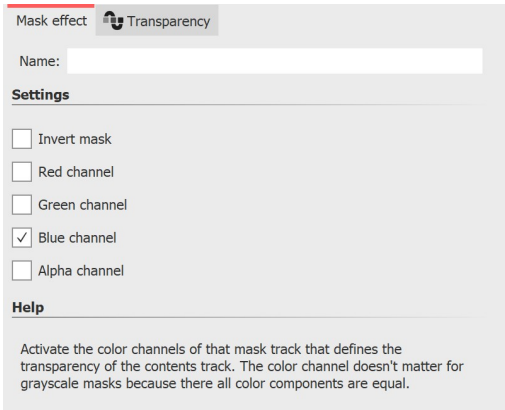 Mask effect Transparency
Name:
Settings
Invert mask
Red channel
Green channel
Blue channel
Alpha channel
Help
Activate the color channels of that mask track that defines the
transparency of the contents track. The color channel doesn't matter for
grayscale masks because there all color components are equal.